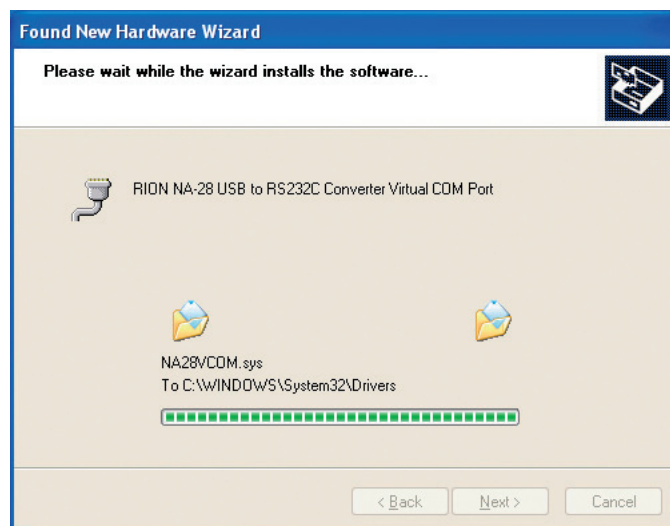 Found New Hardware Wizard
Please wait while the wizard installs the software...
RION NA-28 USB to RS232C Converter Virtual COM Port
NA28VCOM.sys
To C:\WINDOWS\System32\Drivers
< Back Next > Cancel